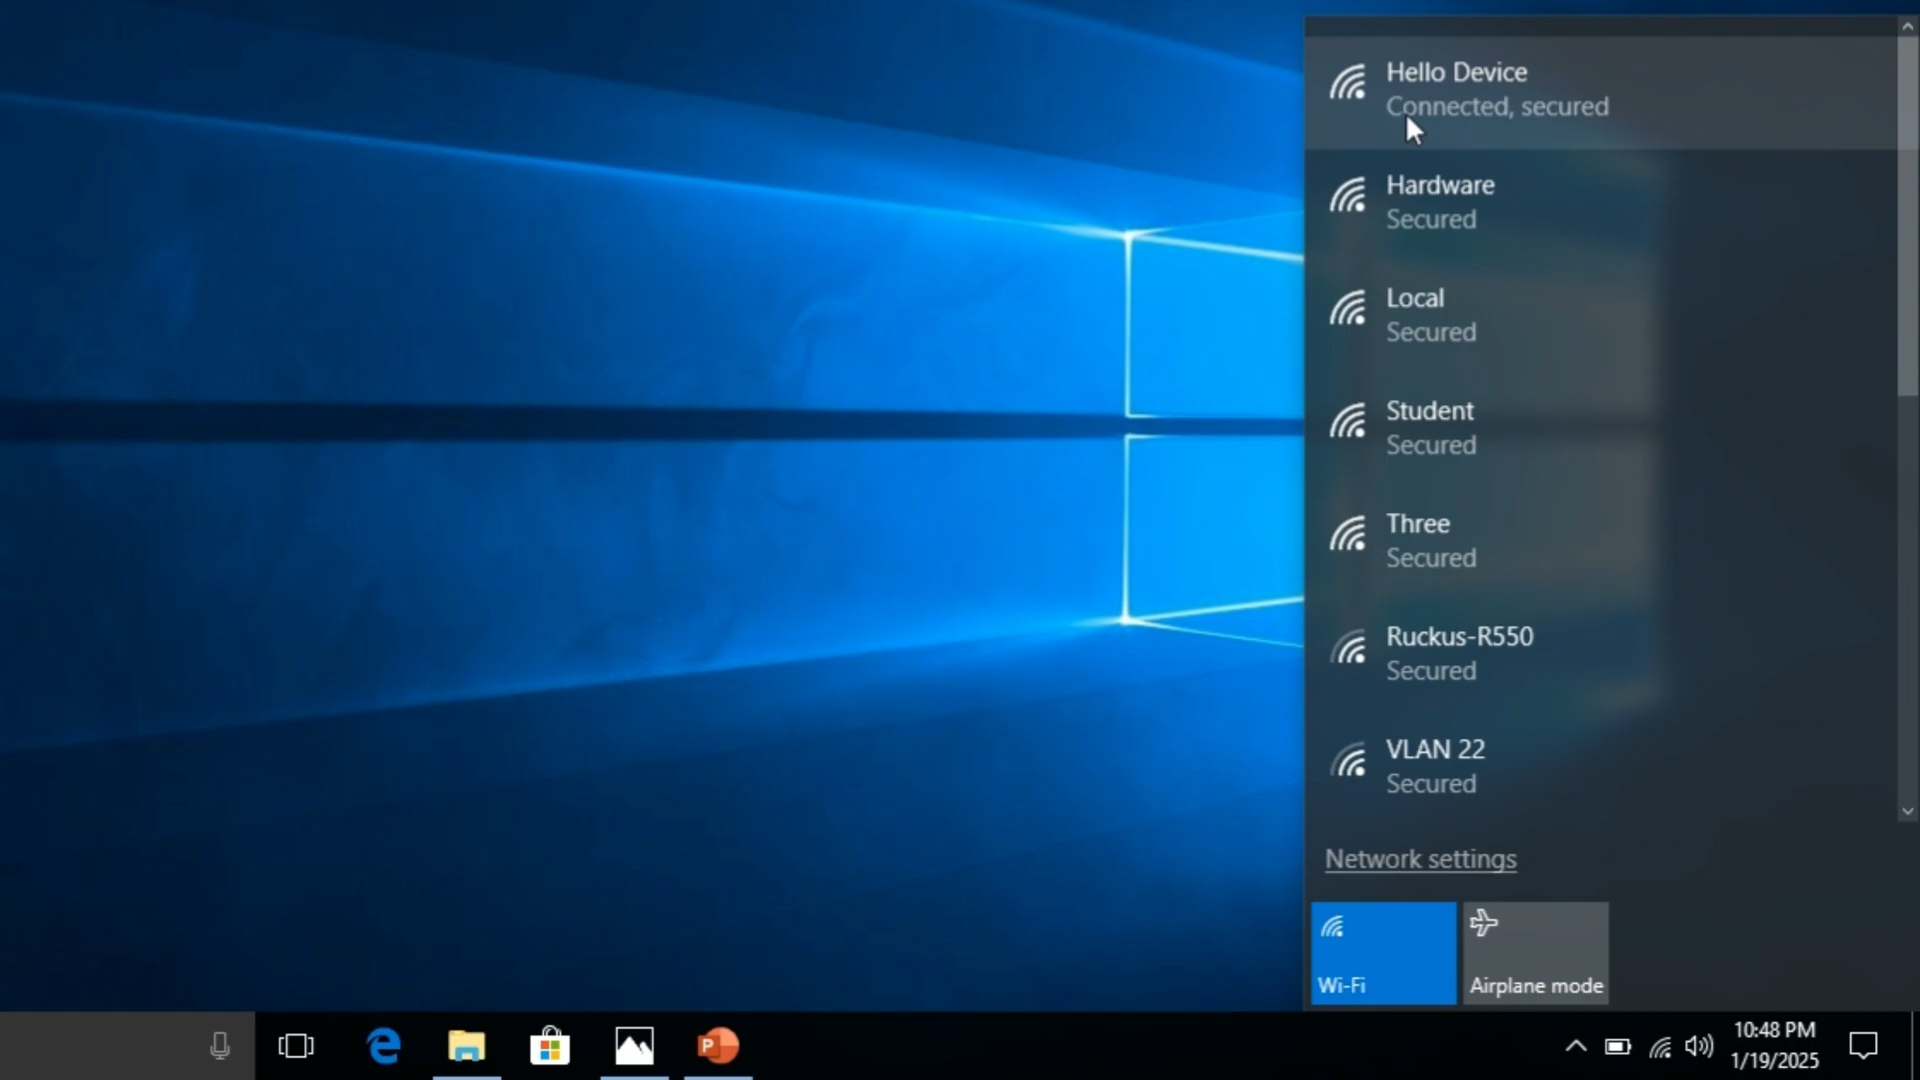 Hello Device
Connected, secured
Hardware
Secured
Local
Secured
Student
Secured
Three
Secured
Ruckus-R550
Secured
VLAN 22
Secured
Network settings
Wi-Fi
Airplane mode
P
10:48 PM
1/19/2025